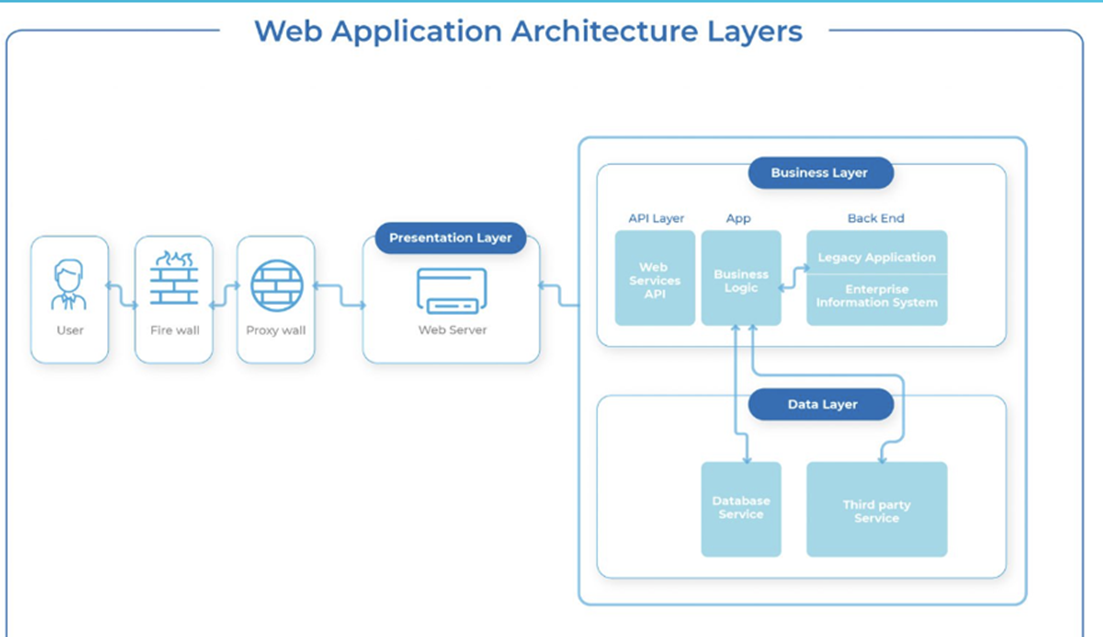 Web Application Architecture Layers
Business Layer
API Layer
App
Back End
Web
Services
API
Business
Logic
Legacy Application
Enterprise
Information System
Presentation Layer
User
Fire wall
Proxy wall
Web Server
Data Layer
Database
Service
Third party
Service